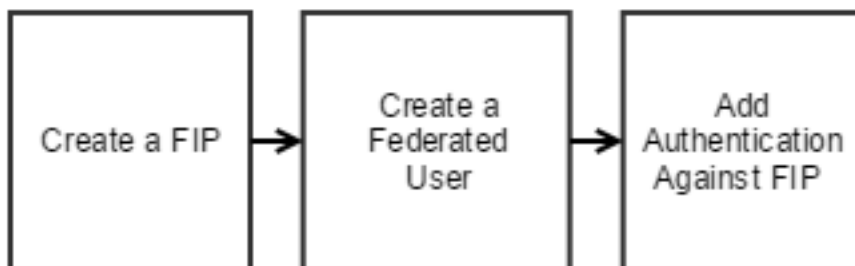 Create a FIP
Create a
Federated
User
Add
Authentication
Against FIP